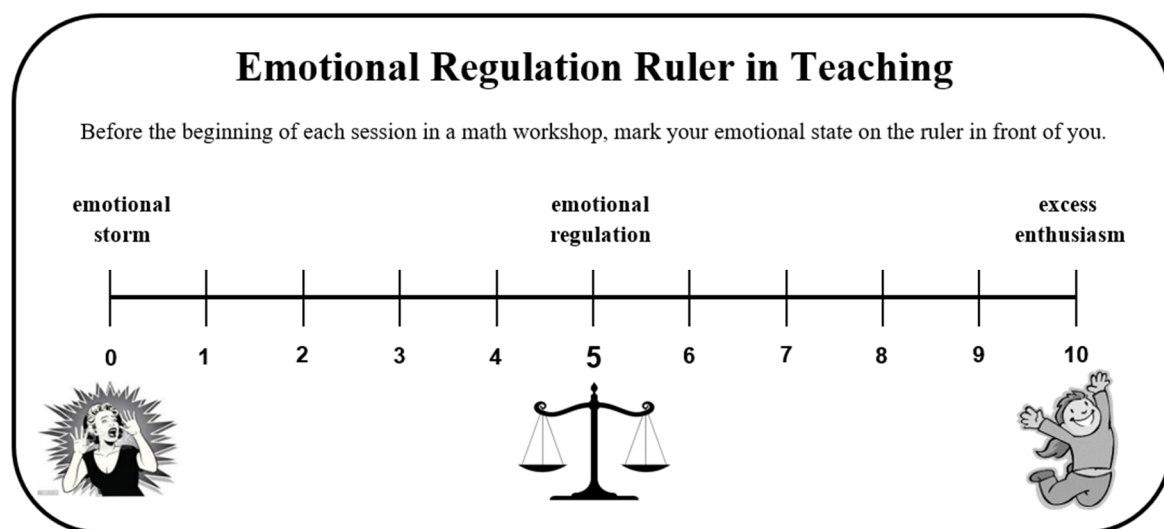 Emotional Regulation Ruler in Teaching
Before the beginning of each session in a math workshop, mark your emotional state on the ruler in front of you.
emotional
storm
emotional
regulation
excess
enthusiasm
0 1 2 3 4 5 6 7 8 9 10